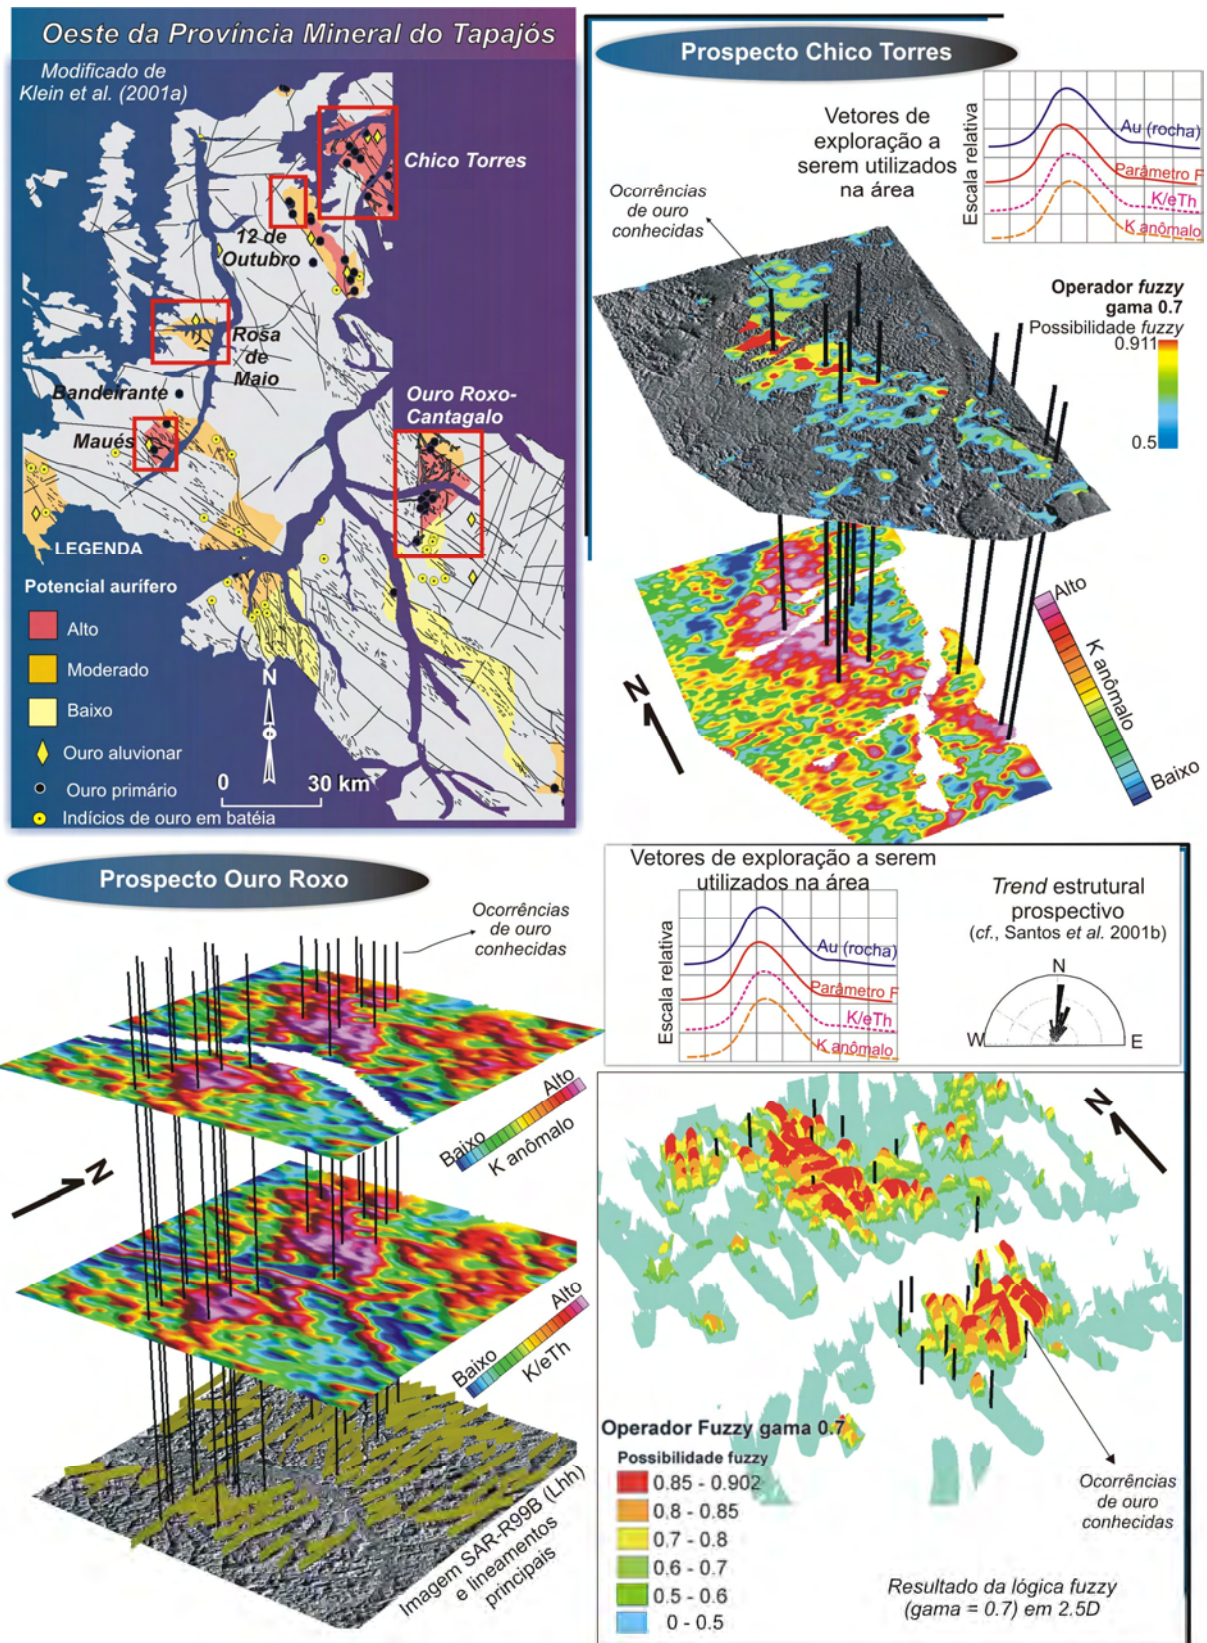 Oeste da Província Mineral do Tapajós
Modificado de
Klein et al. (2001a)
Chico Torres
12 de
Outubro
Rosa
de
Maio
Bandeirante
Maués
Ouro Roxo-
Cantagalo
LEGENDA
Potencial aurífero
Alto
Moderado
Baixo
Ouro aluvionar
Ouro primário
Indícios de ouro em batéia
N
0 30 km
Prospecto Chico Torres
Vetores de
exploração a
serem utilizados
na área
Escala relativa
Au (rocha)
Parâmetro F
K/eTh
K anômalo
Ocorrências
de ouro
conhecidas
Operador fuzzy
gama 0.7
Possibilidade fuzzy
0.911
0.5
N
Alto
K anômalo
Baixo
Prospecto Ouro Roxo
Ocorrências
de ouro
conhecidas
Alto
Baixo
K anômalo
N
Alto
Baixo
K/eTh
Imagem SAR-R99B (Lhh)
e lineamentos
principais
Vetores de exploração a serem
utilizados na área
Escala relativa
Au (rocha)
Parâmetro F
K/eTh
K anômalo
Trend estrutural
prospectivo
(cf., Santos et al. 2001b)
N
W E
N
Operador Fuzzy gama 0.7
Possibilidade fuzzy
0.85 - 0.902
0.8 - 0.85
0.7 - 0.8
0.6 - 0.7
0.5 - 0.6
0 - 0.5
Ocorrências
de ouro
conhecidas
Resultado da lógica fuzzy
(gama = 0.7) em 2.5D